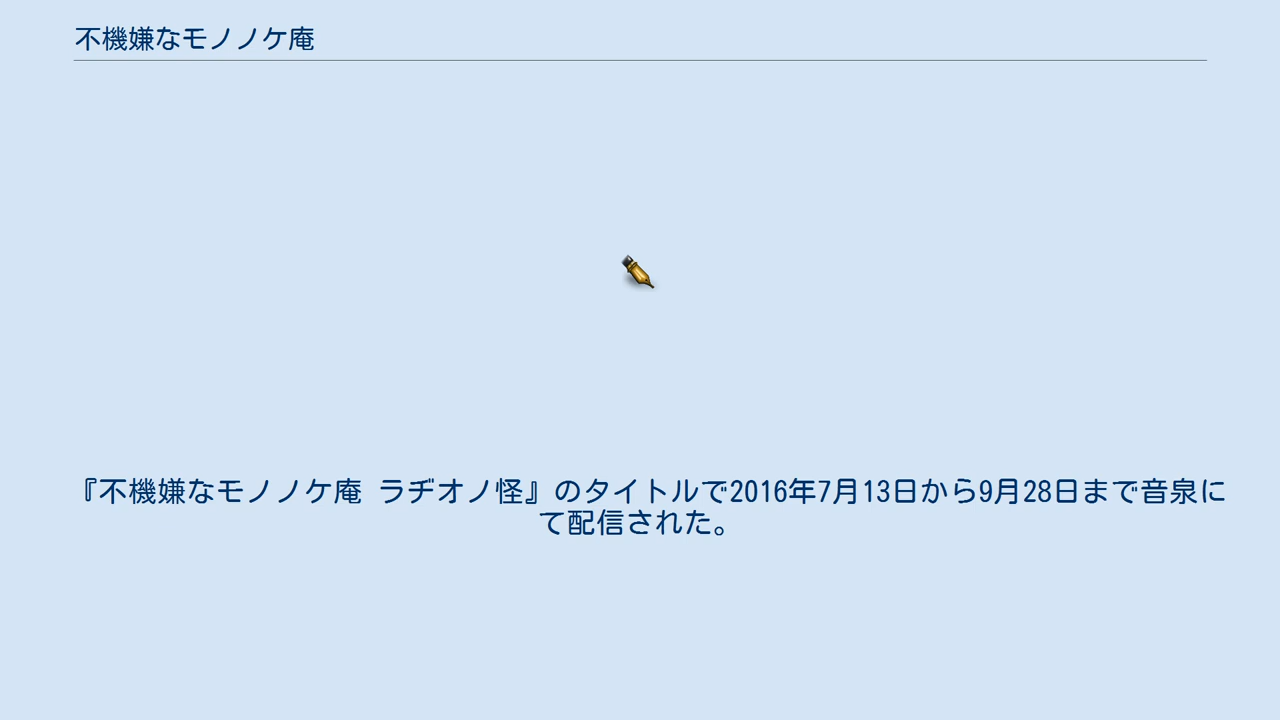 不機嫌なモノノケ庵
『不機嫌なモノノケ庵 ラヂオノ怪』のタイトルで2016年7月13日から9月28日まで音泉に
て配信された。